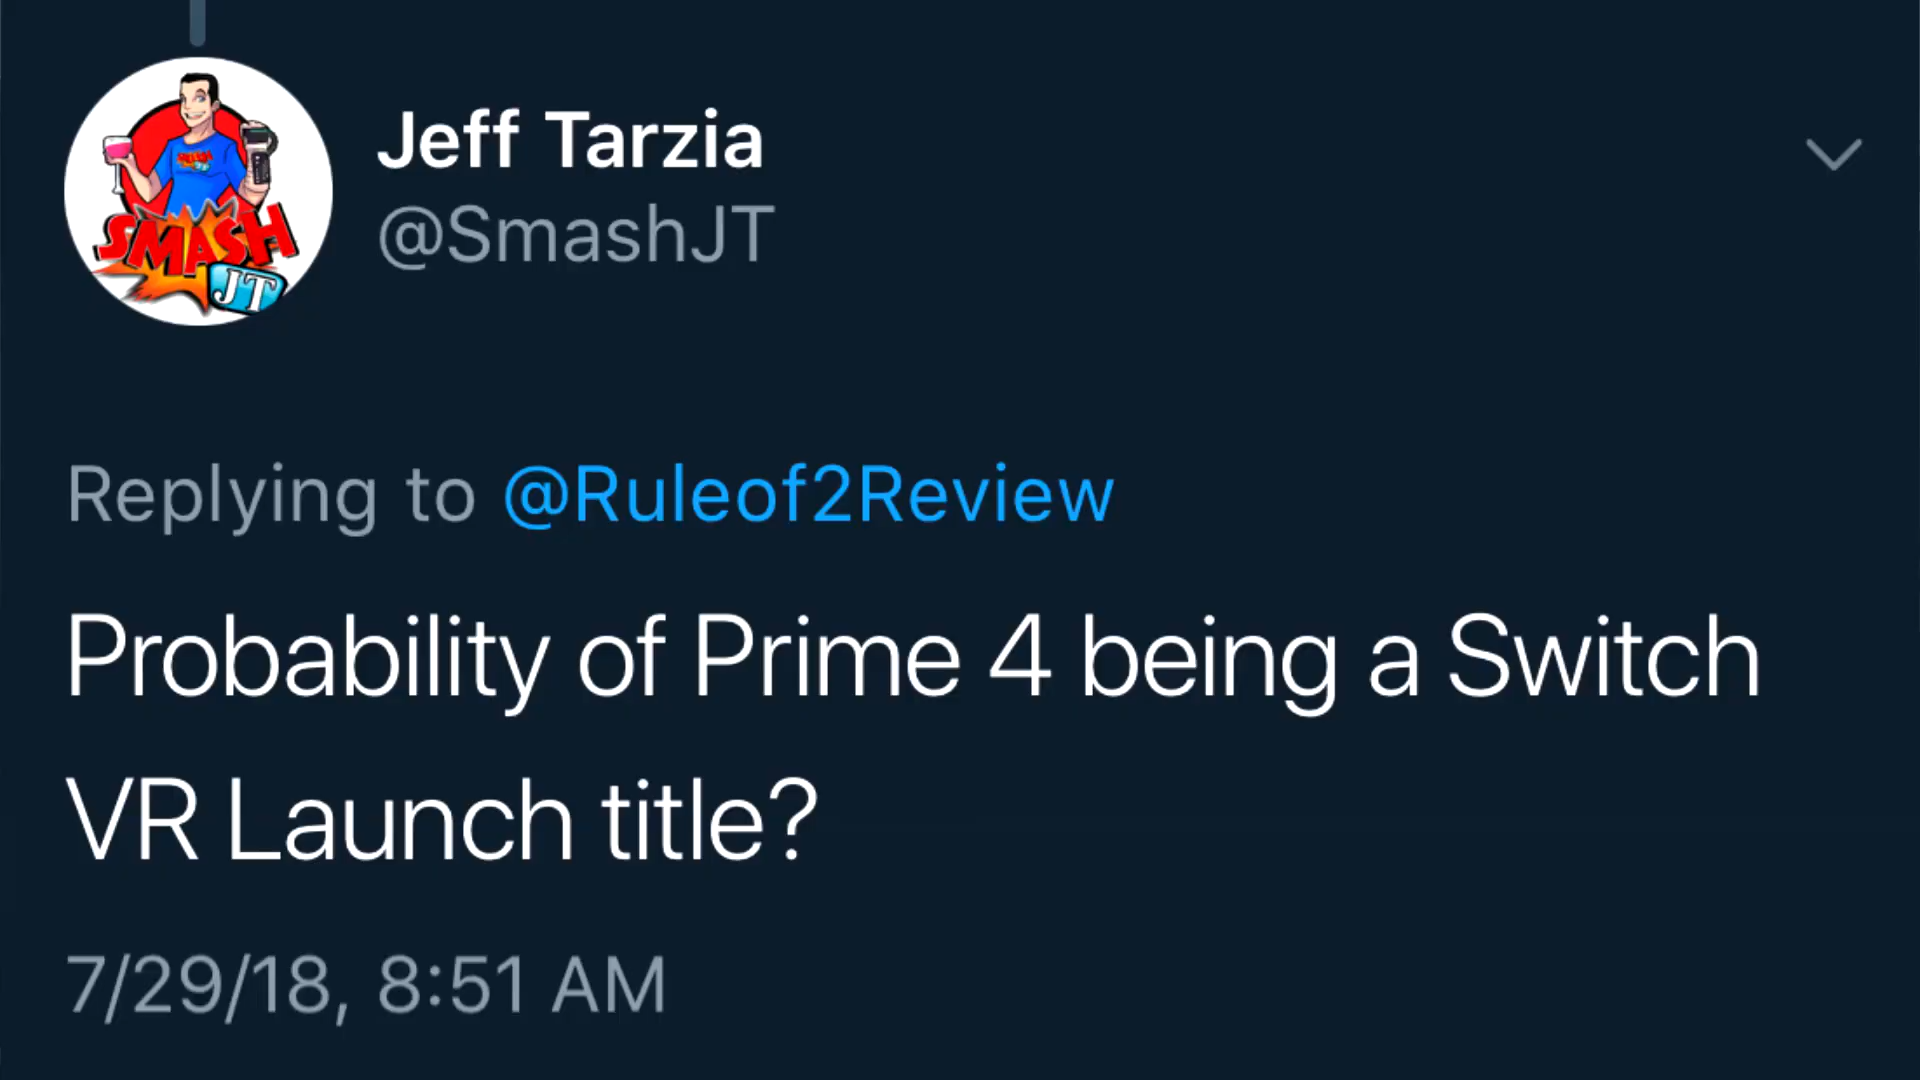 Jeff Tarzia
@SmashJT
SMASH
JT
Replying to @Ruleof2Review
Probability of Prime 4 being a Switch
VR Launch title?
7/29/18, 8:51 AM